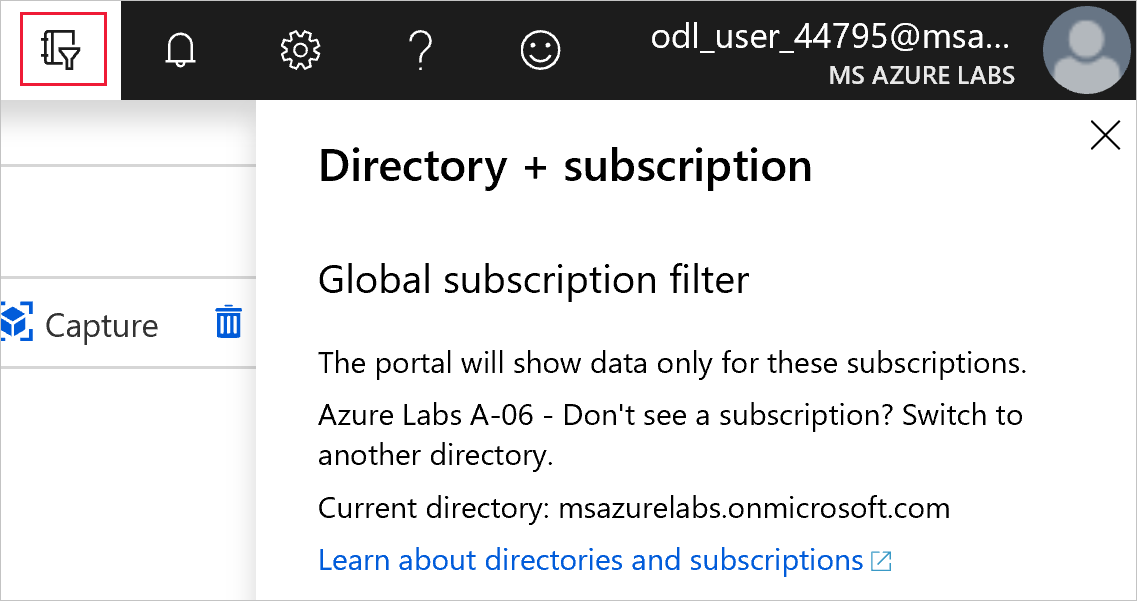 odl_user_44795@msa...
MS AZURE LABS
Directory + subscription
Global subscription filter
Capture
The portal will show data only for these subscriptions.
Azure Labs A-06 - Don't see a subscription? Switch to
another directory.
Current directory: msazurelabs.onmicrosoft.com
Learn about directories and subscriptions